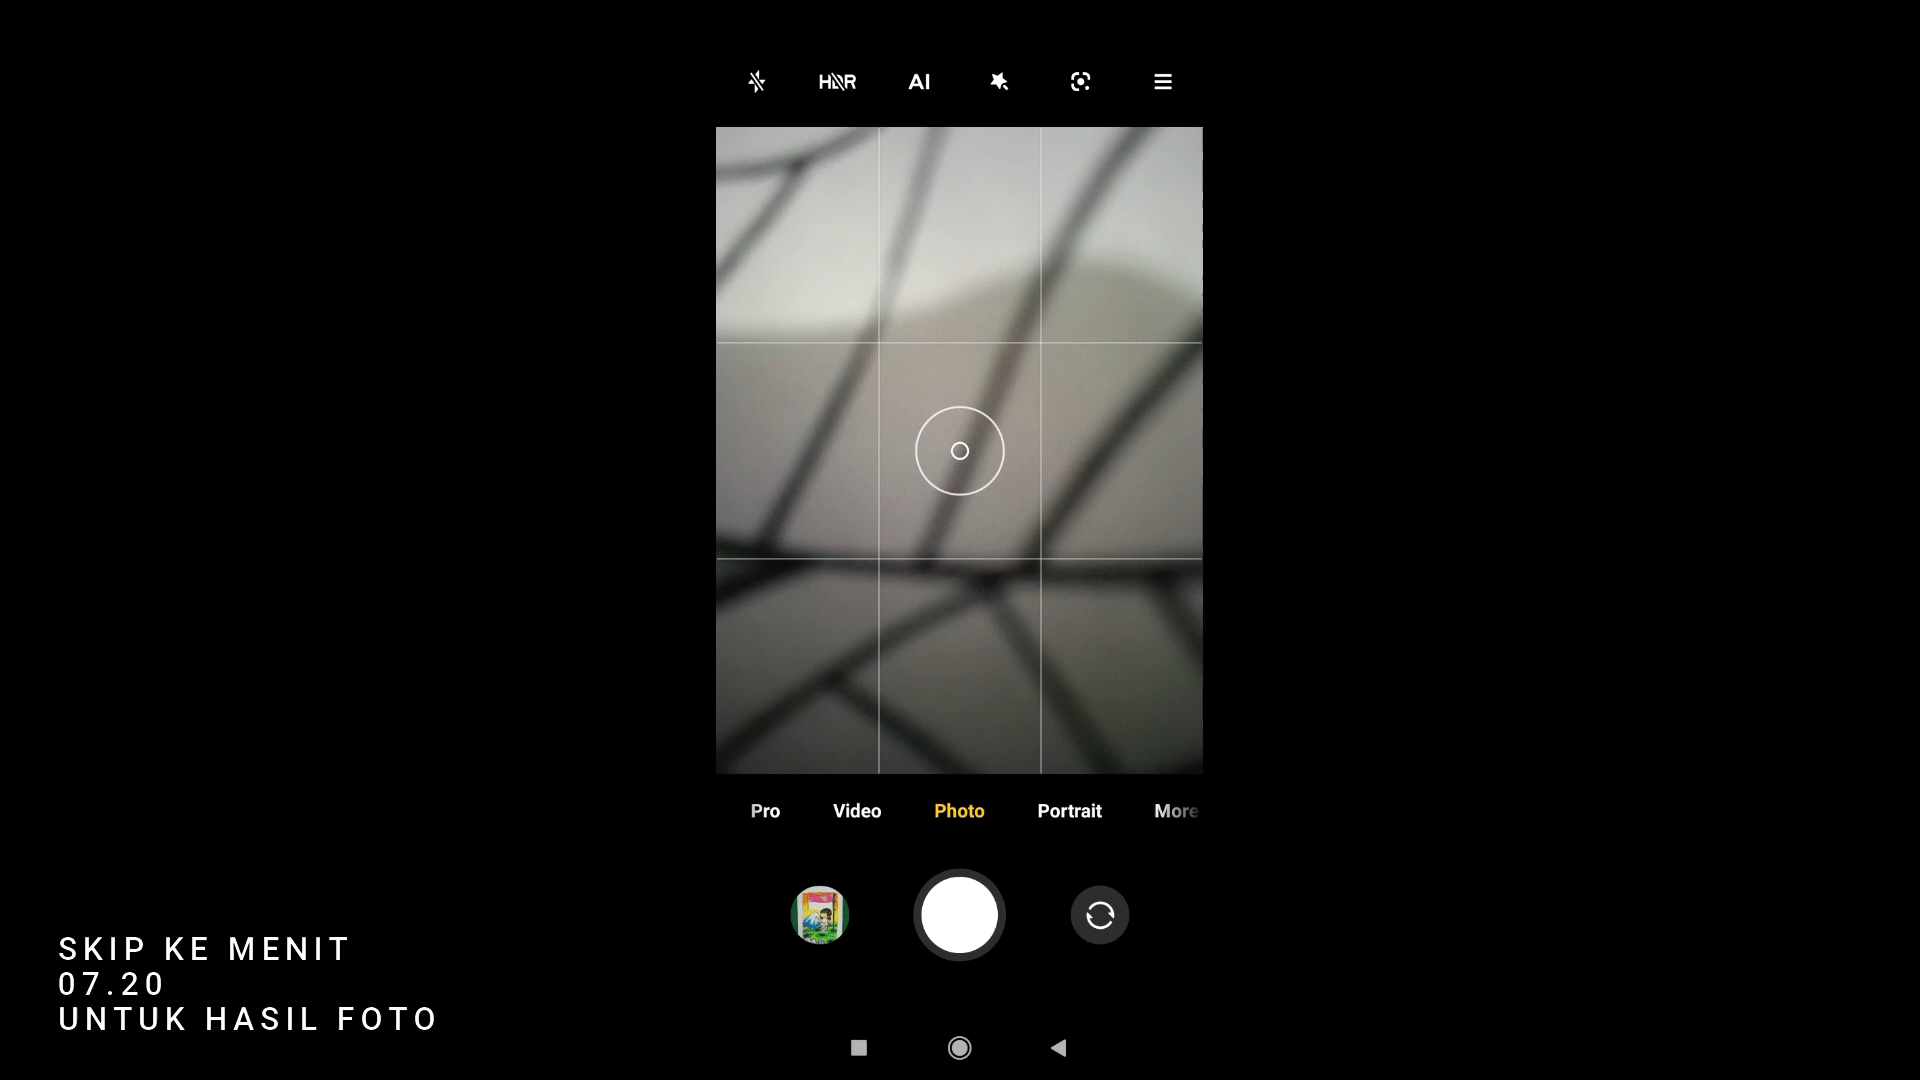 HDR AI
Pro Video Photo Portrait More
SKIP KE MENIT
07.20
UNTUK HASIL FOTO